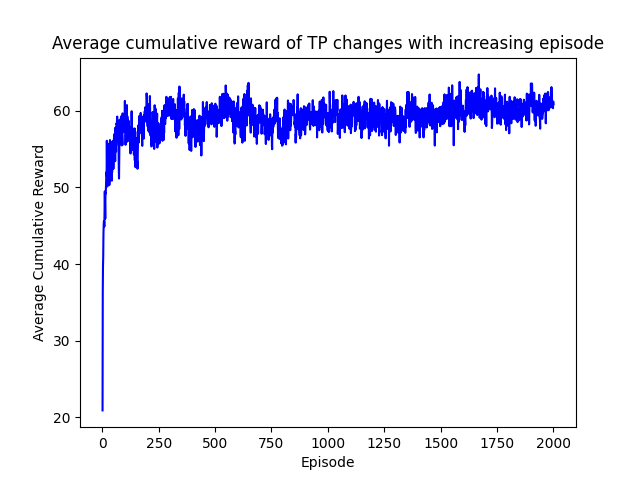 Average cumulative reward of TP changes with increasing episode
60
50
40
30
20
Average Cumulative Reward
0 250 500 750 1000 1250 1500 1750 2000
Episode